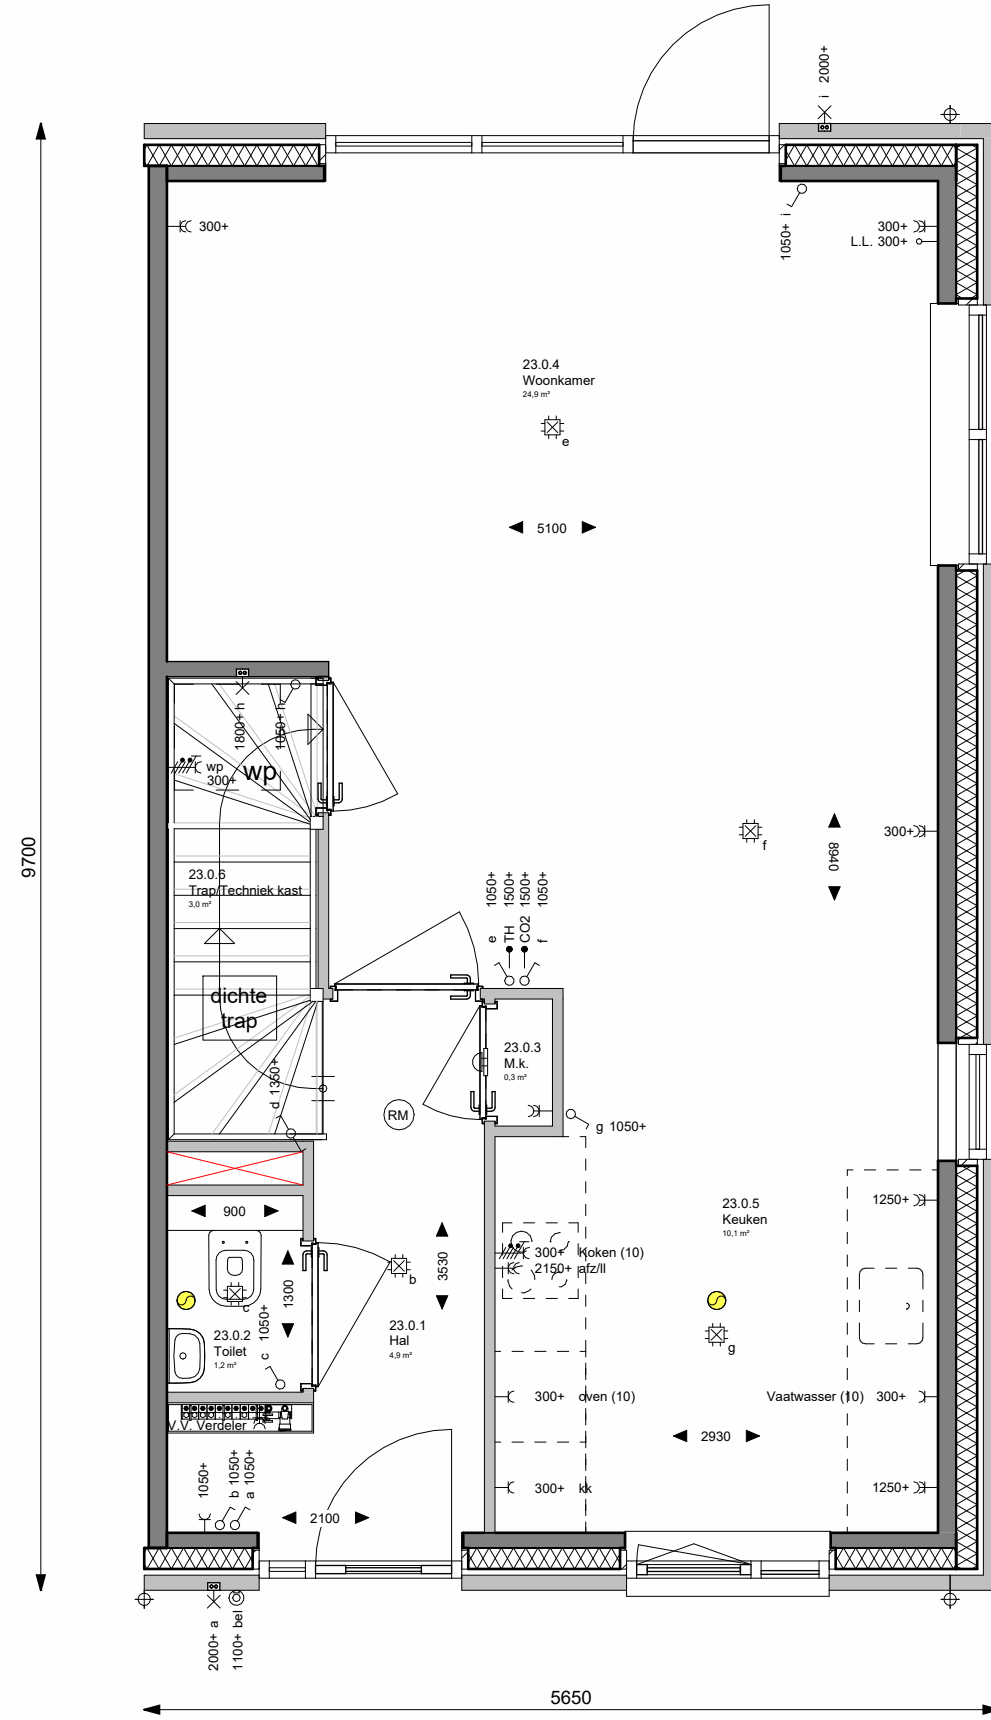 i 2000+
300+
1050+ i
300+
L.L. 300+
23.0.4
Woonkamer
24,9 m²
e
5100
1800+ h
1050+ h
wp
300+
wp
9700
f
300+
8940
23.0.6
Trap/Techniek kast
3,0 m²
e 1050+
TH 1500+
CO2 1500+
f 1050+
dichte
trap
d 1350+
23.0.3
M.k.
0,3 m²
RM
g 1050+
900
23.0.5
Keuken
10,1 m²
1250+
300+ Koken (10)
2150+ afz/ll
3530
b
1300
c
c 1050+
23.0.2
Toilet
1,2 m²
23.0.1
Hal
4,9 m²
g
300+ oven (10)
Vaatwasser (10) 300+
V.V. Verdeler
2930
1050+
b 1050+
a 1050+
300+ kk
1250+
2100
2000+ a
1100+ bel
5650